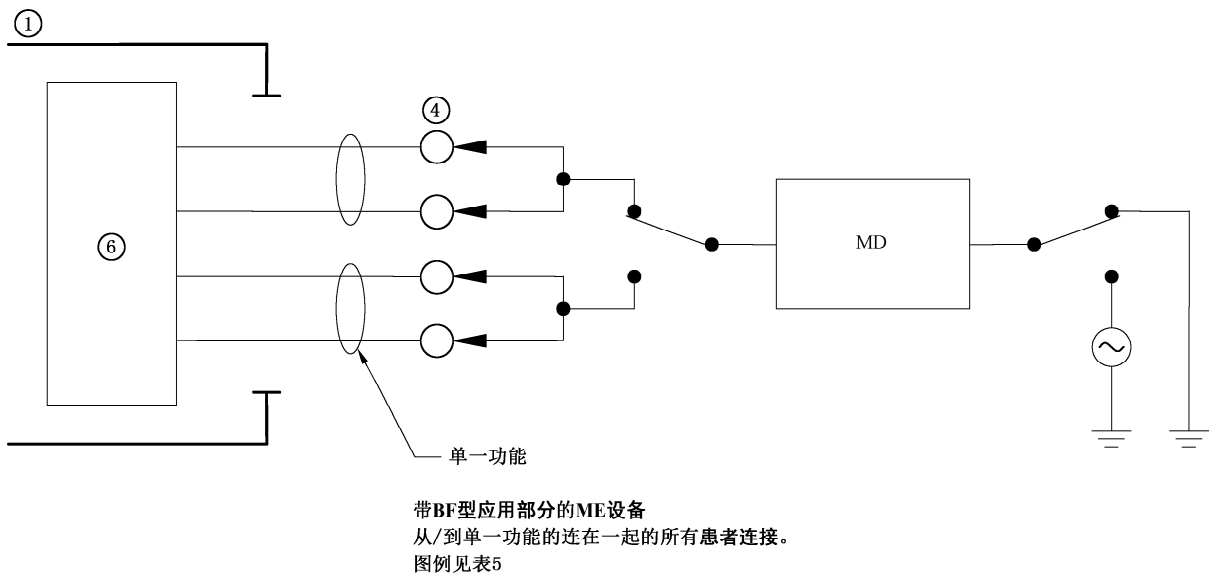 ①
④
⑥
MD
单一功能
带BF型应用部分的ME设备
从/到单一功能的连在一起的所有患者连接。
图例见表5